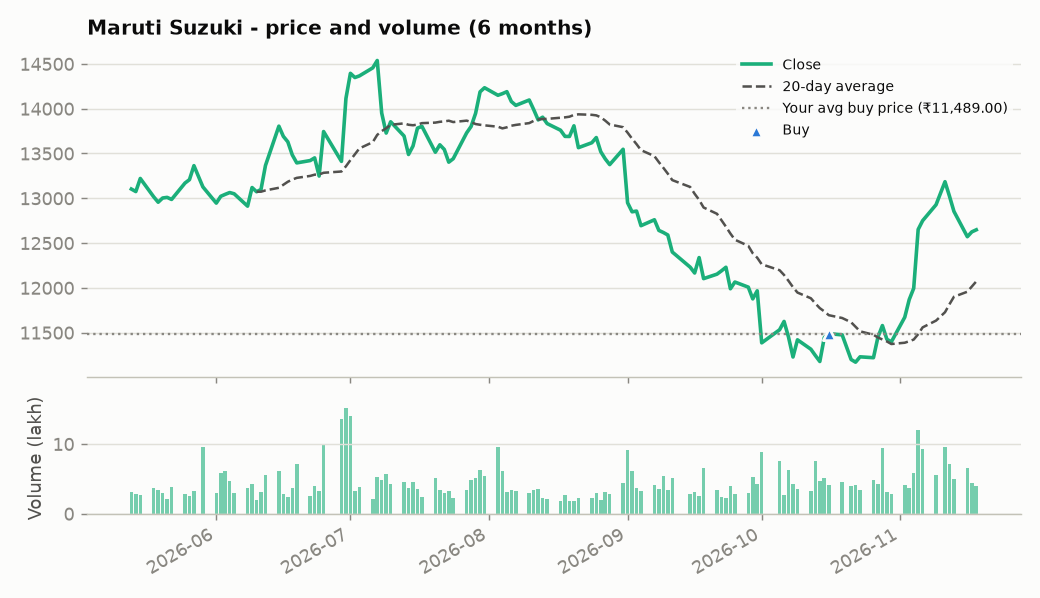 Maruti Suzuki - price and volume (6 months)
Close
20-day average
Your avg buy price (₹11,489.00)
Buy
14500
14000
13500
13000
12500
12000
11500
Volume (lakh)
10
0
2026-06
2026-07
2026-08
2026-09
2026-10
2026-11